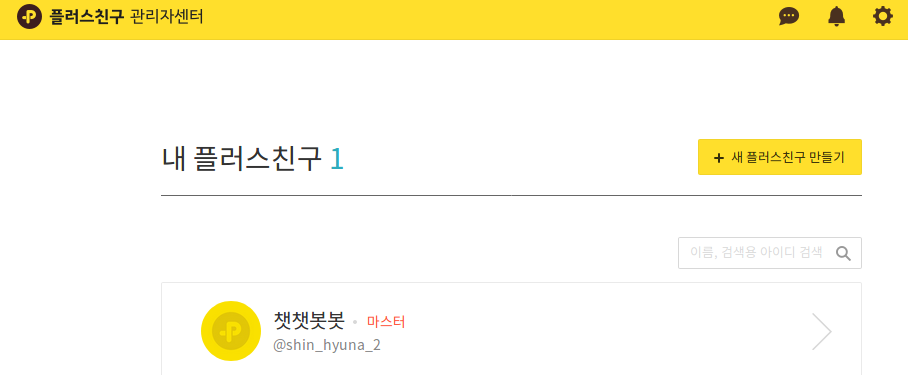 플러스친구 관리자센터
내 플러스친구 1
+ 새 플러스친구 만들기
이름, 검색용 아이디 검색
챗챗봇봇 • 마스터
@shin_hyuna_2